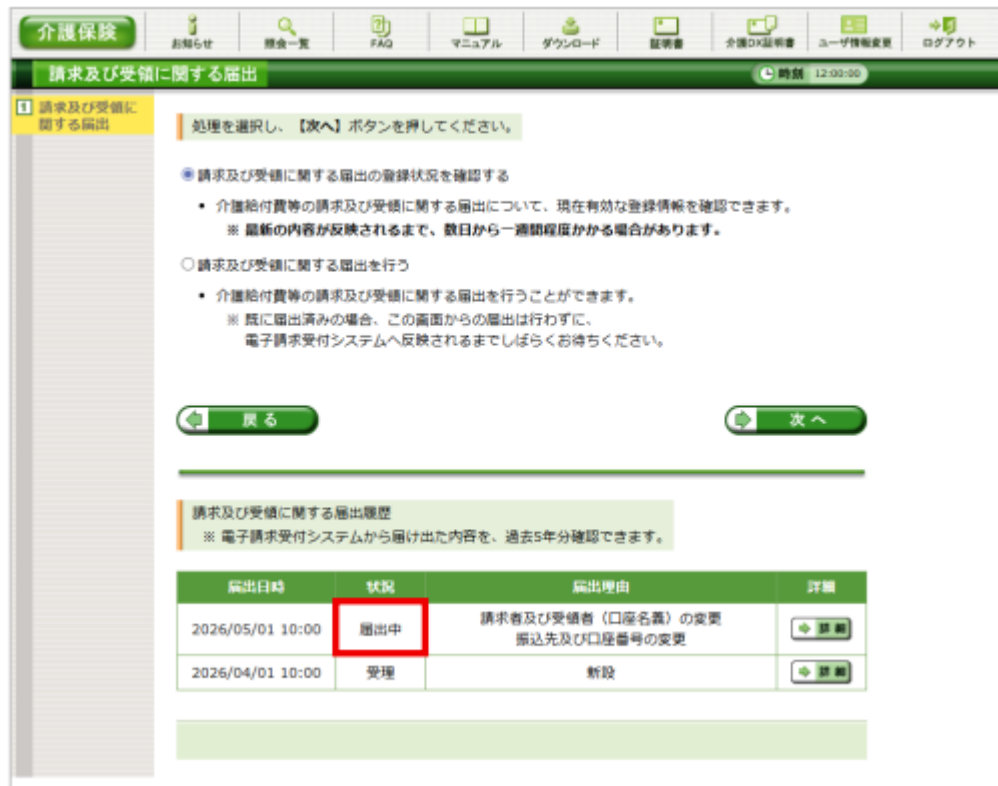 介護保険
お知らせ
照会一覧
FAQ
マニュアル
ダウンロード
証明書
介護DX証明書
ユーザ情報変更
ログアウト
請求及び受領に関する届出
時刻 12:00:00
1 請求及び受領に
関する届出
処理を選択し、【次へ】ボタンを押してください。
請求及び受領に関する届出の登録状況を確認する
• 介護給付費等の請求及び受領に関する届出について、現在有効な登録情報を確認できます。
※ 最新の内容が反映されるまで、数日から一週間程度かかる場合があります。
請求及び受領に関する届出を行う
• 介護給付費等の請求及び受領に関する届出を行うことができます。
※ 既に届出済みの場合、この画面からの届出は行わずに、
電子請求受付システムへ反映されるまでしばらくお待ちください。
戻る
次へ
請求及び受領に関する届出履歴
※ 電子請求受付システムから届け出た内容を、過去5年分確認できます。
届出日時 状況 届出理由 詳細
2026/05/01 10:00 届出中 請求者及び受領者（口座名義）の変更
振込先及び口座番号の変更 詳細
2026/04/01 10:00 受理 新設 詳細